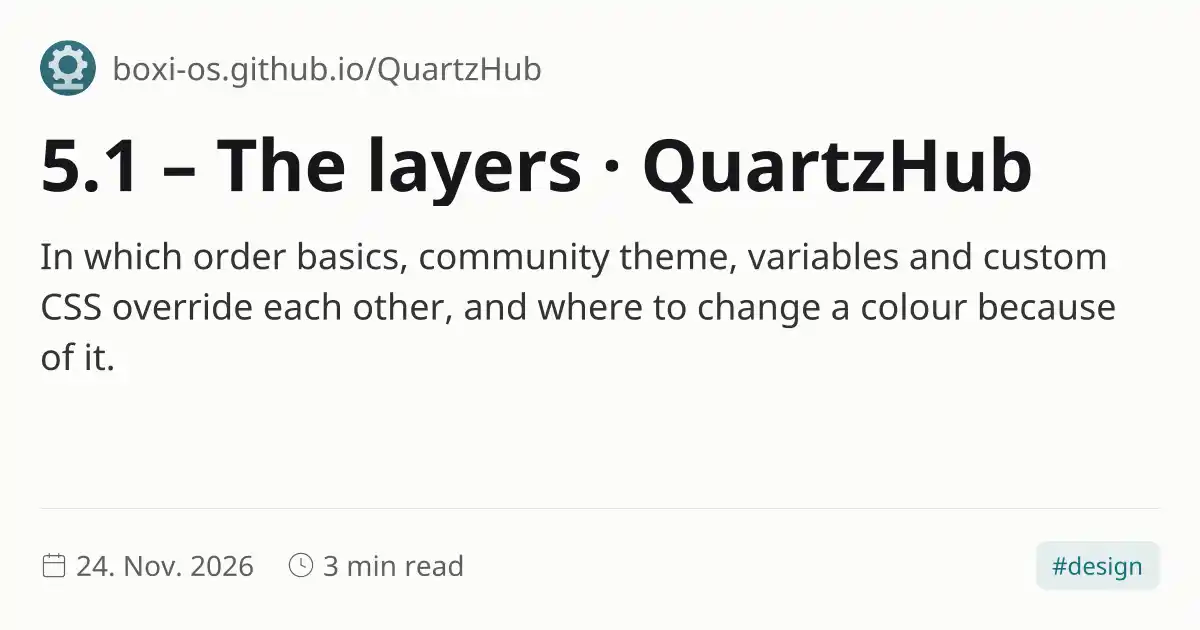 boxi-os.github.io/QuartzHub
5.1 – The layers · QuartzHub
In which order basics, community theme, variables and custom
CSS override each other, and where to change a colour because
of it.
24. Nov. 2026 3 min read #design